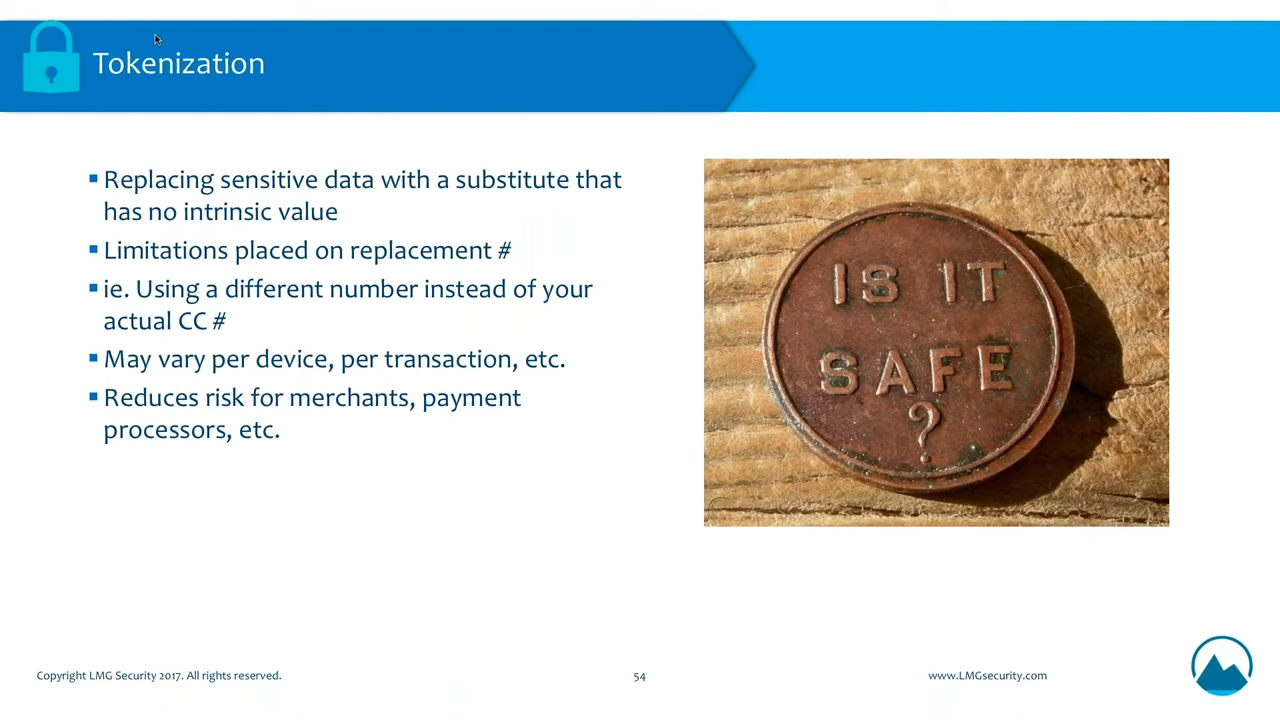 Tokenization
Replacing sensitive data with a substitute that
has no intrinsic value
Limitations placed on replacement #
ie. Using a different number instead of your
actual CC #
May vary per device, per transaction, etc.
Reduces risk for merchants, payment
processors, etc.
IS IT
SAFE
?
Copyright LMG Security 2017. All rights reserved.
54
www.LMGsecurity.com